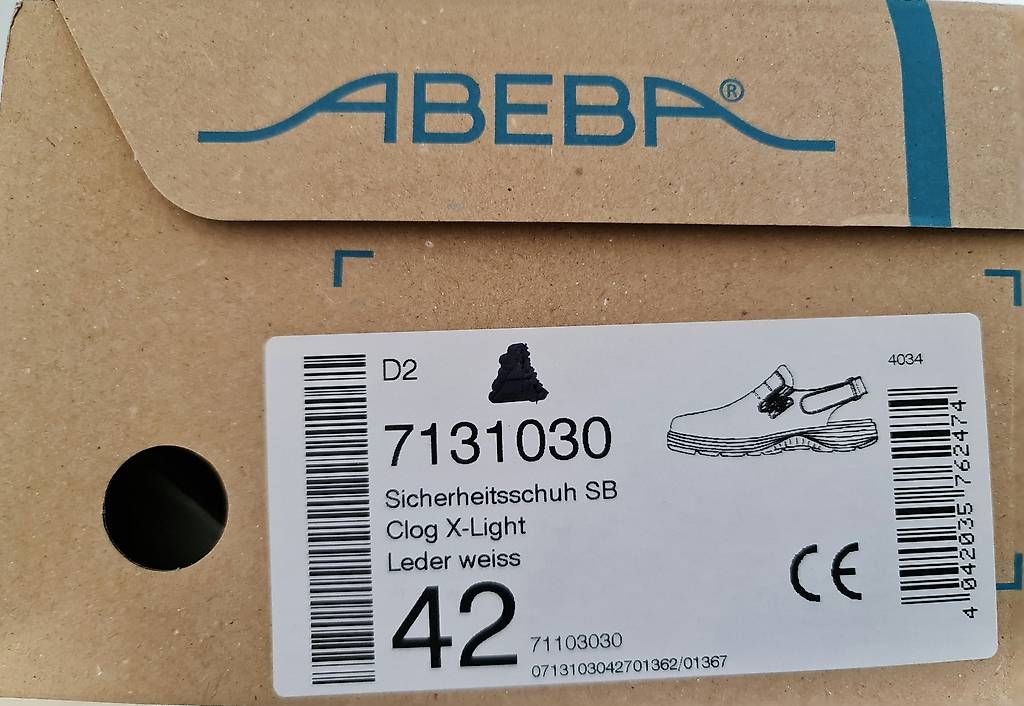 ABEBA®
D2
4034
7131030
Sicherheitsschuh SB
Clog X-Light
Leder weiss
CE
42
71103030
0713103042701362/01367
4 042035 762474